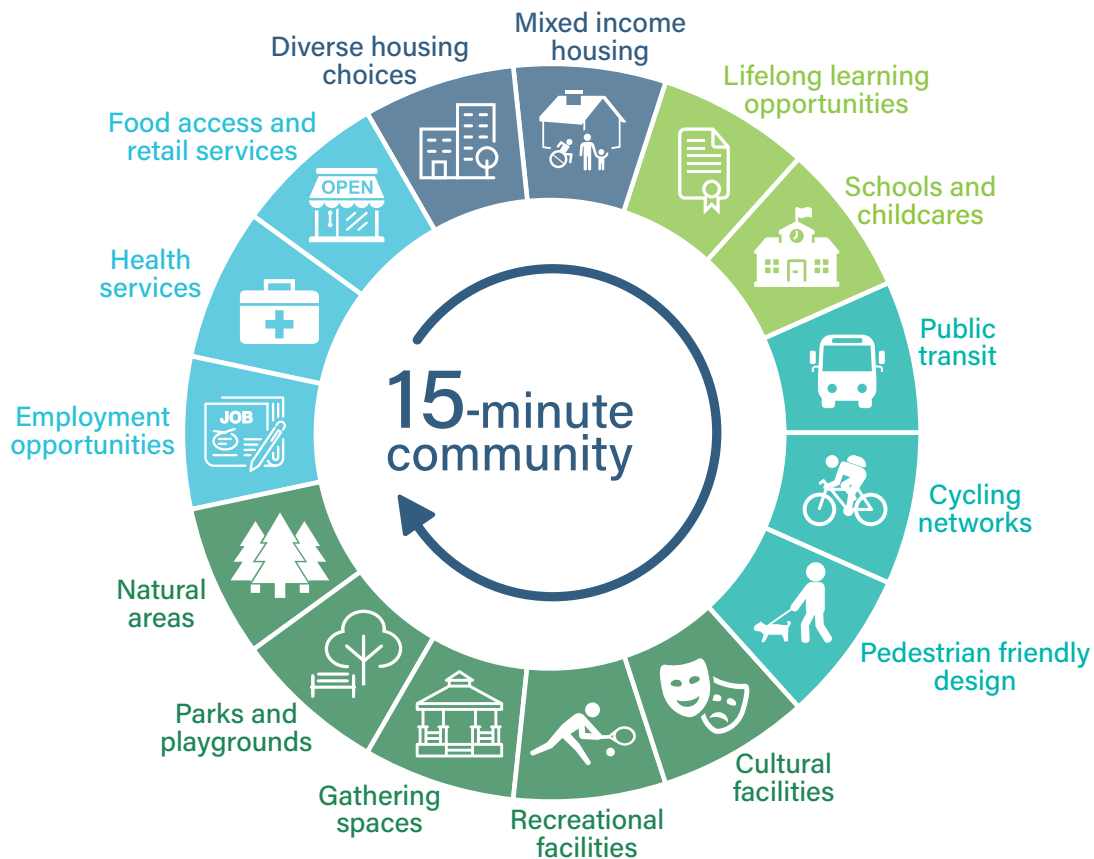 Mixed income
housing
Lifelong learning
opportunities
Schools and
childcares
Public
transit
Cycling
networks
Pedestrian friendly
design
Cultural
facilities
Recreational
facilities
Gathering
spaces
Parks and
playgrounds
Natural
areas
Employment
opportunities
JOB
Health
services
Food access and
retail services
OPEN
Diverse housing
choices
15-minute
community